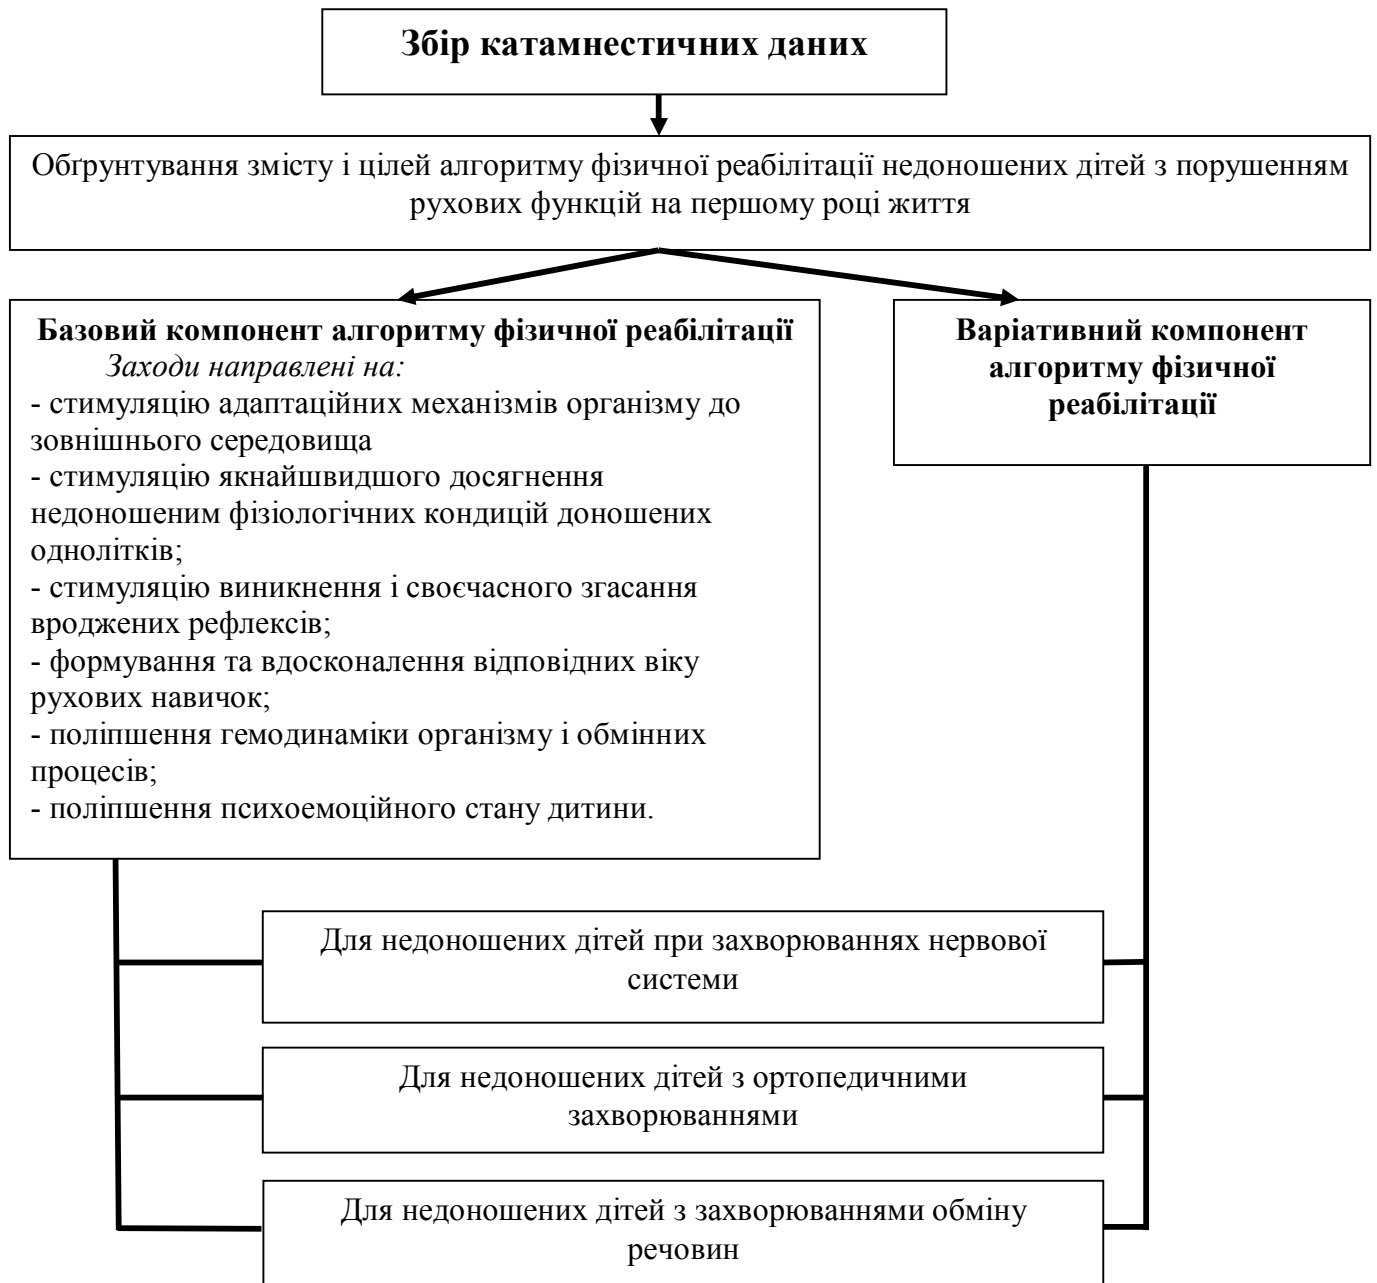 Збір катамнестичних даних
Обґрунтування змісту і цілей алгоритму фізичної реабілітації недоношених дітей з порушенням
рухових функцій на першому році життя
Базовий компонент алгоритму фізичної реабілітації
Заходи направлені на:
- стимуляцію адаптаційних механізмів організму до
зовнішнього середовища
- стимуляцію якнайшвидшого досягнення
недоношеним фізіологічних кондицій доношених
однолітків;
- стимуляцію виникнення і своєчасного згасання
вроджених рефлексів;
- формування та вдосконалення відповідних віку
рухових навичок;
- поліпшення гемодинаміки організму і обмінних
процесів;
- поліпшення психоемоційного стану дитини.
Варіативний компонент
алгоритму фізичної
реабілітації
Для недоношених дітей при захворюваннях нервової
системи
Для недоношених дітей з ортопедичними
захворюваннями
Для недоношених дітей з захворюваннями обміну
речовин